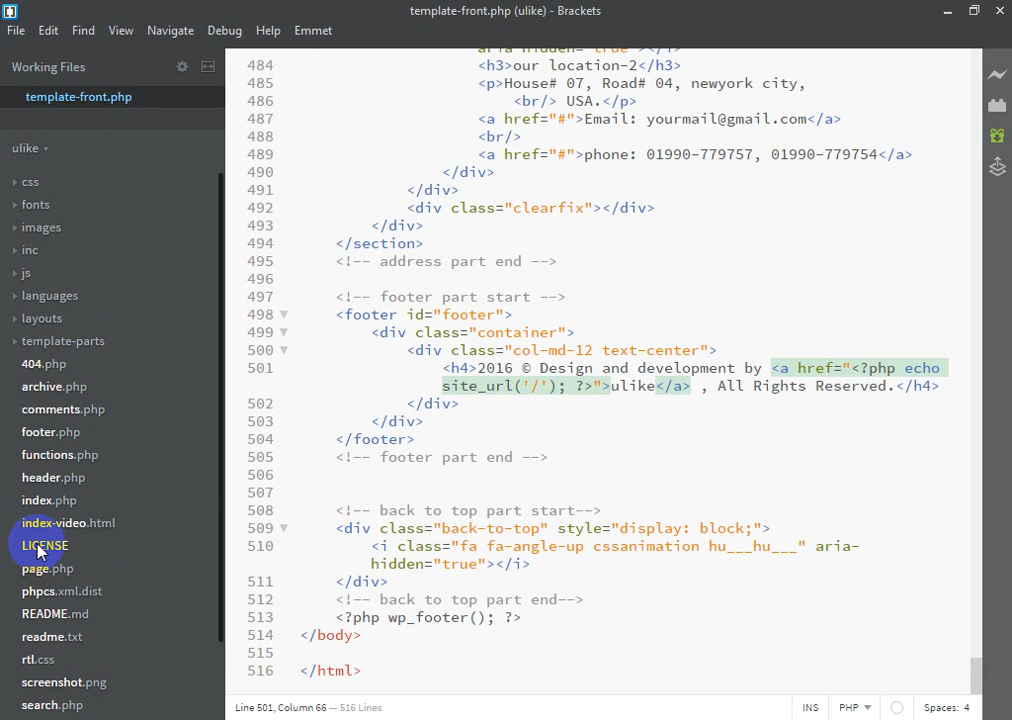 template-front.php (ulike) - Brackets
File Edit Find View Navigate Debug Help Emmet
Working Files
template-front.php
ulike
css
fonts
images
inc
js
languages
layouts
template-parts
404.php
archive.php
comments.php
footer.php
functions.php
header.php
index.php
index-video.html
LICENSE
page.php
phpcs.xml.dist
README.md
readme.txt
rtl.css
screenshot.png
search.php
aria-hidden="true"></i>
484 <h3>our location-2</h3>
485 <p>House# 07, Road# 04, newyork city,
486 <br/> USA.</p>
487 <a href="#">Email: yourmail@gmail.com</a>
488 <br/>
489 <a href="#">phone: 01990-779757, 01990-779754</a>
490 </div>
491 </div>
492 <div class="clearfix"></div>
493 </div>
494 </section>
495 <!-- address part end -->
496
497 <!-- footer part start -->
498 <footer id="footer">
499 <div class="container">
500 <div class="col-md-12 text-center">
501 <h4>2016 © Design and development by <a href="<?php echo
site_url('/'); ?>">ulike</a> , All Rights Reserved.</h4>
502 </div>
503 </div>
504 </footer>
505 <!-- footer part end -->
506
507
508 <!-- back to top part start-->
509 <div class="back-to-top" style="display: block;">
510 <i class="fa fa-angle-up cssanimation hu___hu___" aria-
hidden="true"></i>
511 </div>
512 <!-- back to top part end-->
513 <?php wp_footer(); ?>
514 </body>
515
516 </html>
Line 501, Column 66 — 516 Lines
INS PHP Spaces: 4